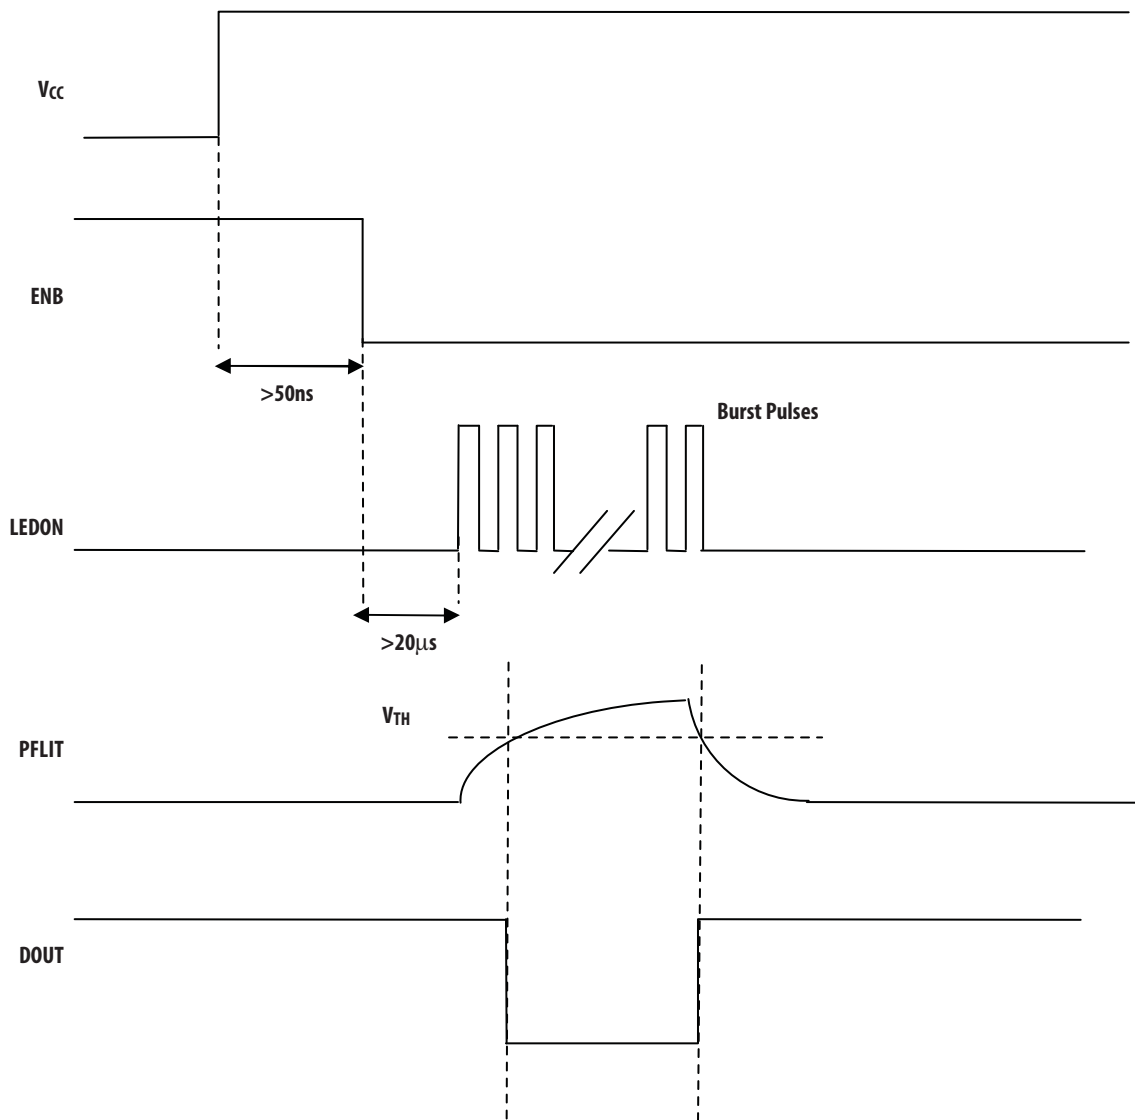 VCC
ENB
>50ns
Burst Pulses
LEDON
>20µs
VTH
PFLIT
DOUT